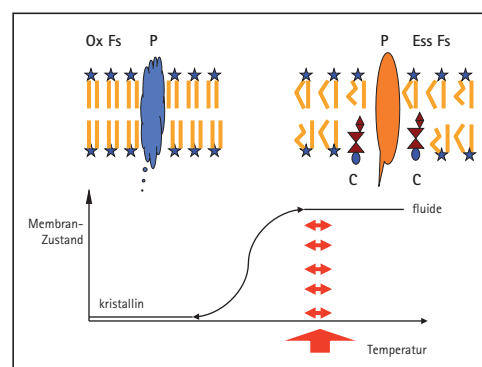 Ox Fs P P Ess Fs
C C
Membran-
Zustand
fluide
kristallin
Temperatur